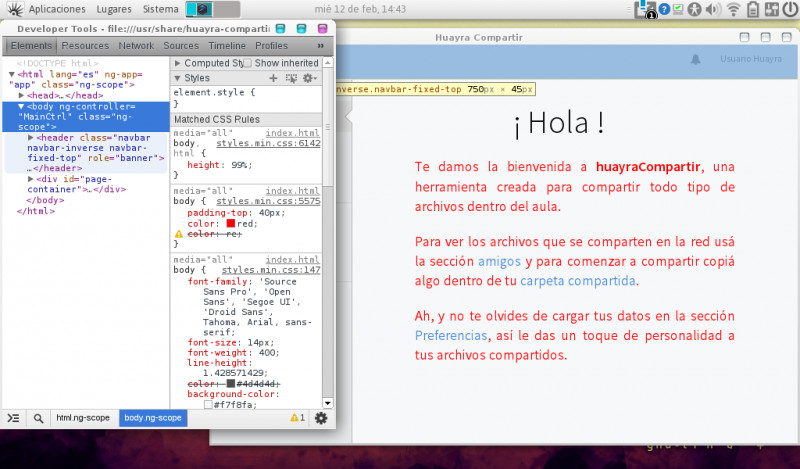 Aplicaciones Lugares Sistema mié 12 de feb, 14:43 1
Developer Tools - file:///usr/share/huayra-comparti
Elements Resources Network Sources Timeline Profiles »
<!DOCTYPE html>
<html lang="es" ng-app=
"app" class="ng-scope">
<head>…</head>
<body ng-controller=
"MainCtrl" class="ng-
scope">
<header class="navbar
navbar-inverse navbar-
fixed-top" role="banner">
…</header>
<div id="page-
container">…</div>
</body>
</html>
Computed Sty Show inherited
Styles
element.style {
}
Matched CSS Rules
media="all" index.html
body, styles.min.css:6142
html {
height: 99%;
}
media="all" index.html
body { styles.min.css:5575
padding-top: 40px;
color: red;
color: re;
}
media="all" index.html
body { styles.min.css:147
font-family: 'Source
Sans Pro', 'Open
Sans', 'Segoe UI',
'Droid Sans',
Tahoma, Arial, sans-
serif;
font-size: 14px;
font-weight: 400;
line-height:
1.428571429;
color: #4d4d4d;
background-color:
#f7f8fa;
html.ng-scope body.ng-scope 1
Huayra Compartir
Usuario Huayra
nverse.navbar-fixed-top 750px × 45px
¡ Hola !
Te damos la bienvenida a huayraCompartir, una
herramienta creada para compartir todo tipo de
archivos dentro del aula.
Para ver los archivos que se comparten en la red usá
la sección amigos y para comenzar a compartir copiá
algo dentro de tu carpeta compartida.
Ah, y no te olvides de cargar tus datos en la sección
Preferencias, así le das un toque de personalidad a
tus archivos compartidos.